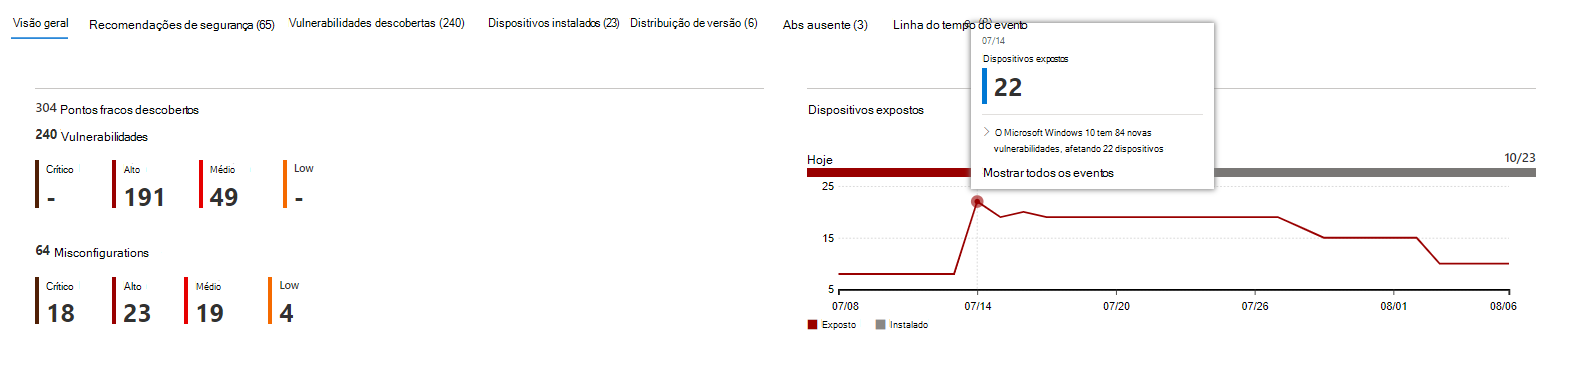 Visão geral
Recomendações de segurança (65)
Vulnerabilidades descobertas (240)
Dispositivos instalados (23)
Distribuição de versão (6)
Abs ausente (3)
Linha do tempo do evento
304 Pontos fracos descobertos
240 Vulnerabilidades
Crítico
Alto
Médio
Low
-
191
49
-
64 Misconfigurations
Crítico
Alto
Médio
Low
18
23
19
4
Dispositivos expostos
07/14
Dispositivos expostos
22
O Microsoft Windows 10 tem 84 novas
vulnerabilidades, afetando 22 dispositivos
Mostrar todos os eventos
Hoje
10/23
25
15
5
07/08
07/14
07/20
07/26
08/01
08/06
Exposto
Instalado